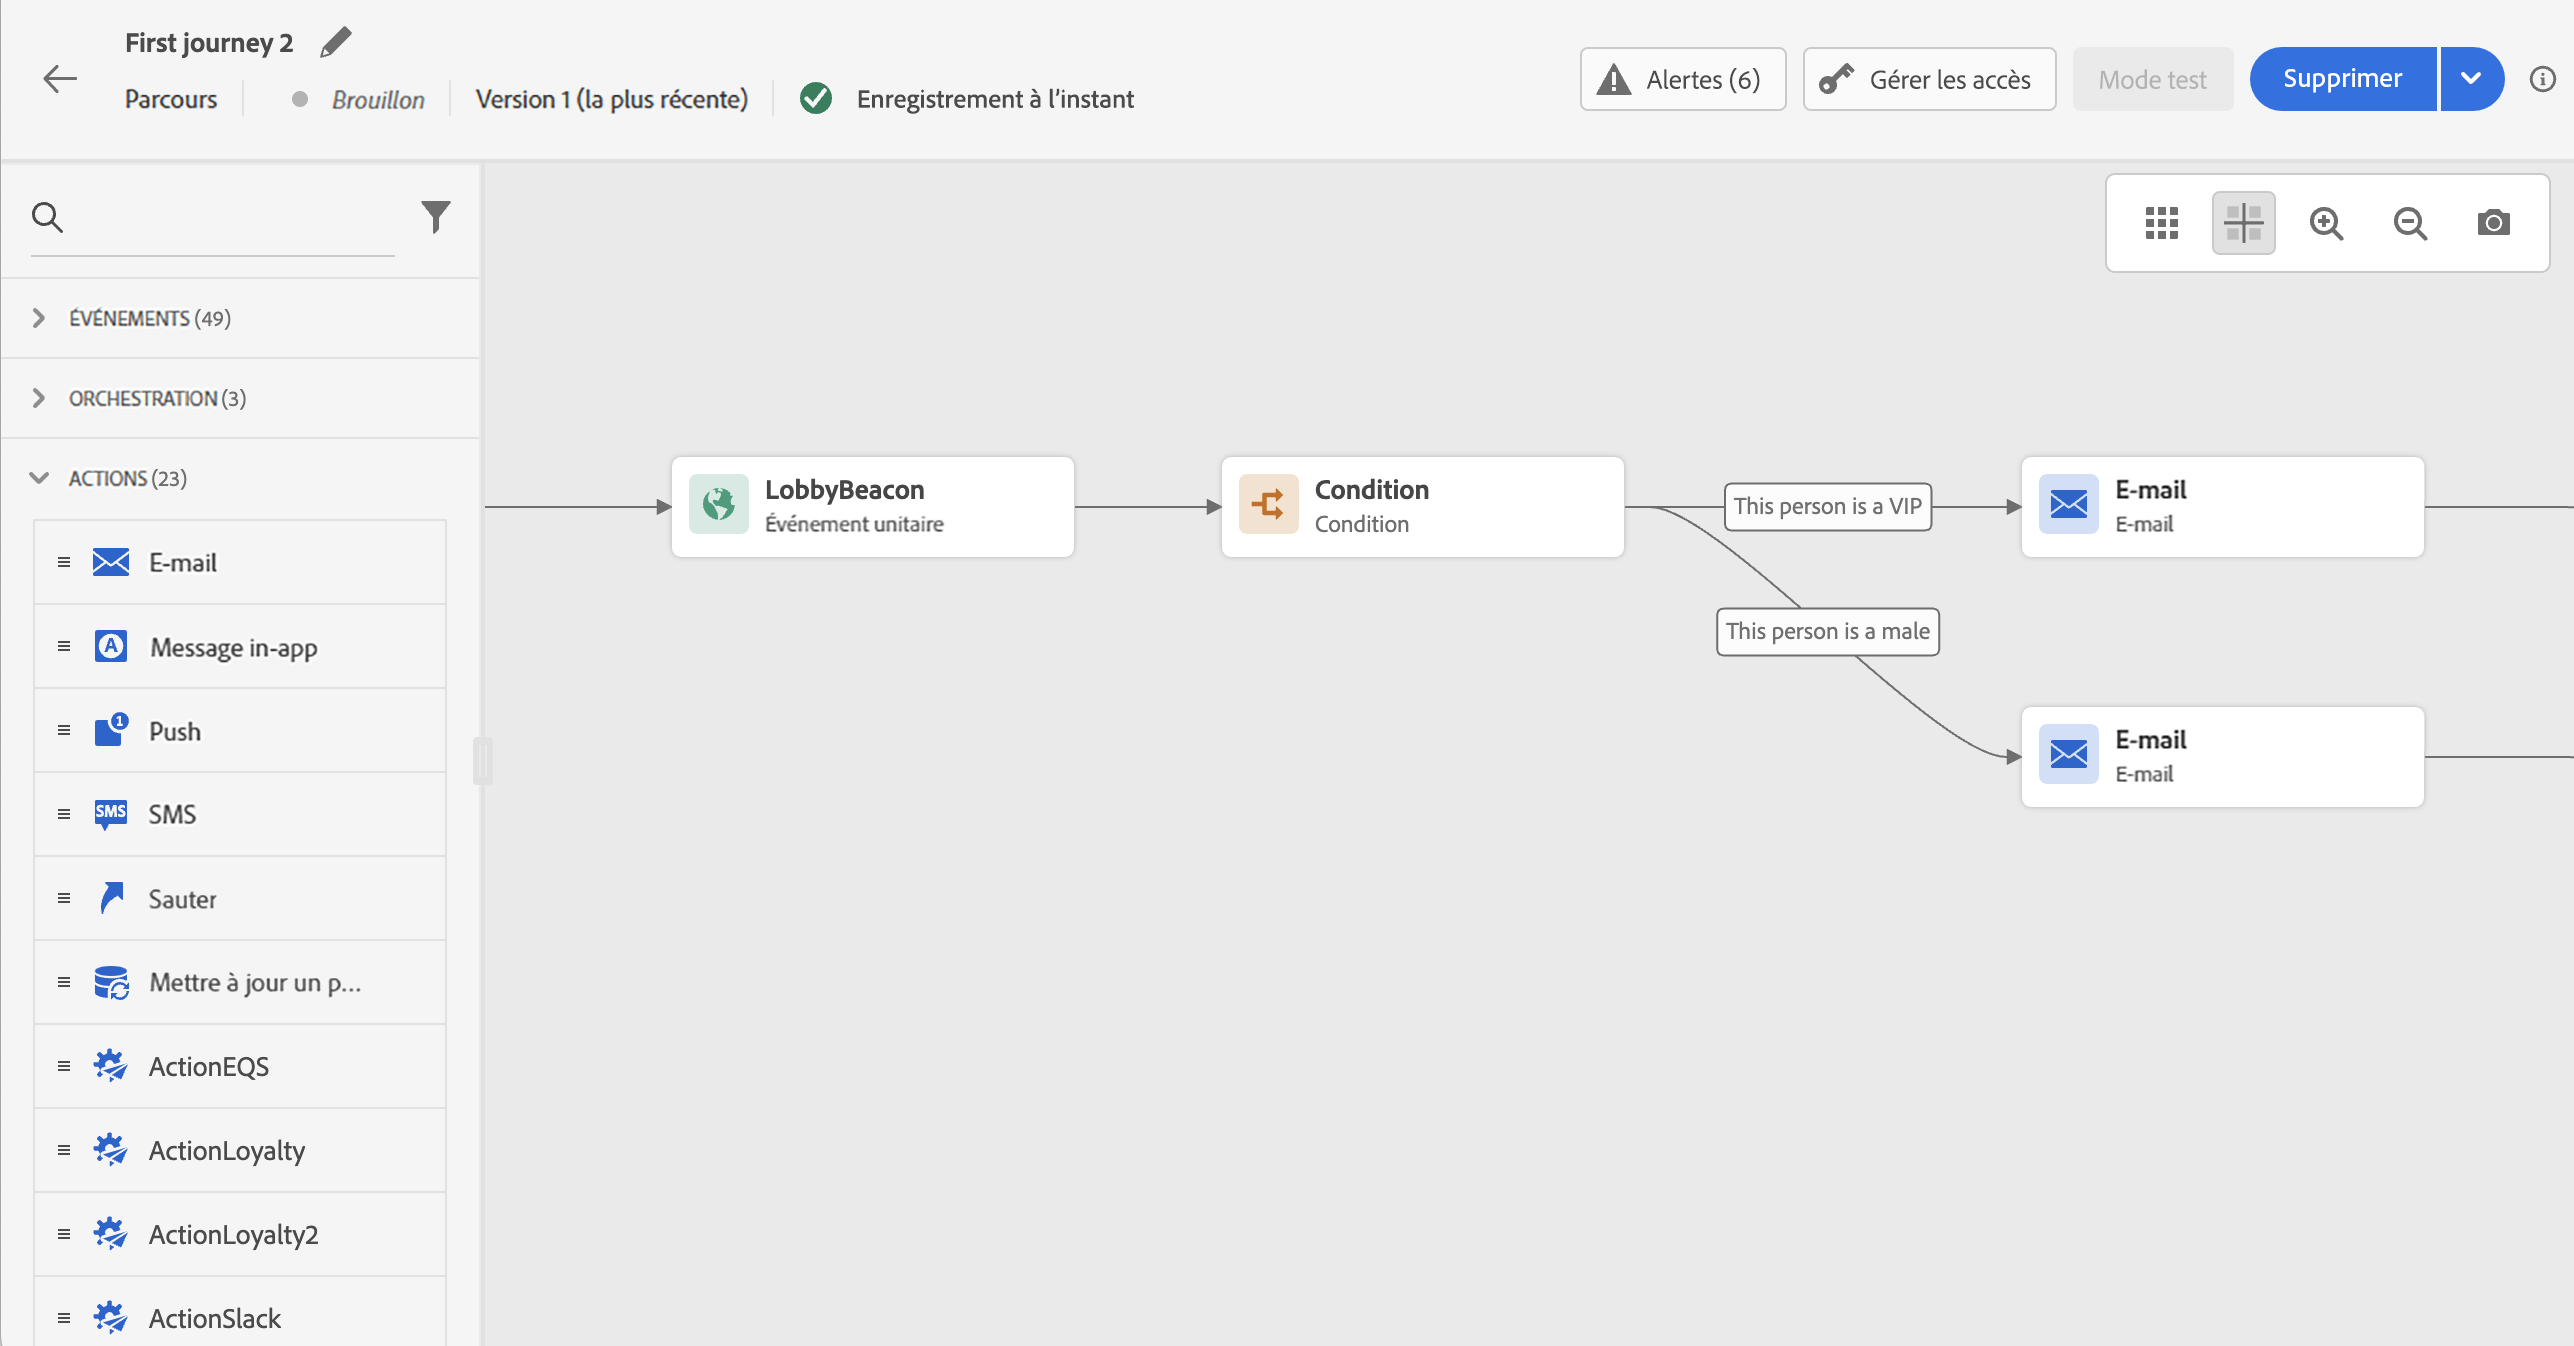 First journey 2
Parcours
Brouillon
Version 1 (la plus récente)
Enregistrement à l’instant
Alertes (6)
Gérer les accès
Mode test
Supprimer
ÉVÉNEMENTS (49)
ORCHESTRATION (3)
ACTIONS (23)
E-mail
A
Message in-app
1
Push
SMS
SMS
Sauter
Mettre à jour un p...
ActionEQS
ActionLoyalty
ActionLoyalty2
ActionSlack
LobbyBeacon
Événement unitaire
Condition
Condition
This person is a VIP
E-mail
E-mail
This person is a male
E-mail
E-mail